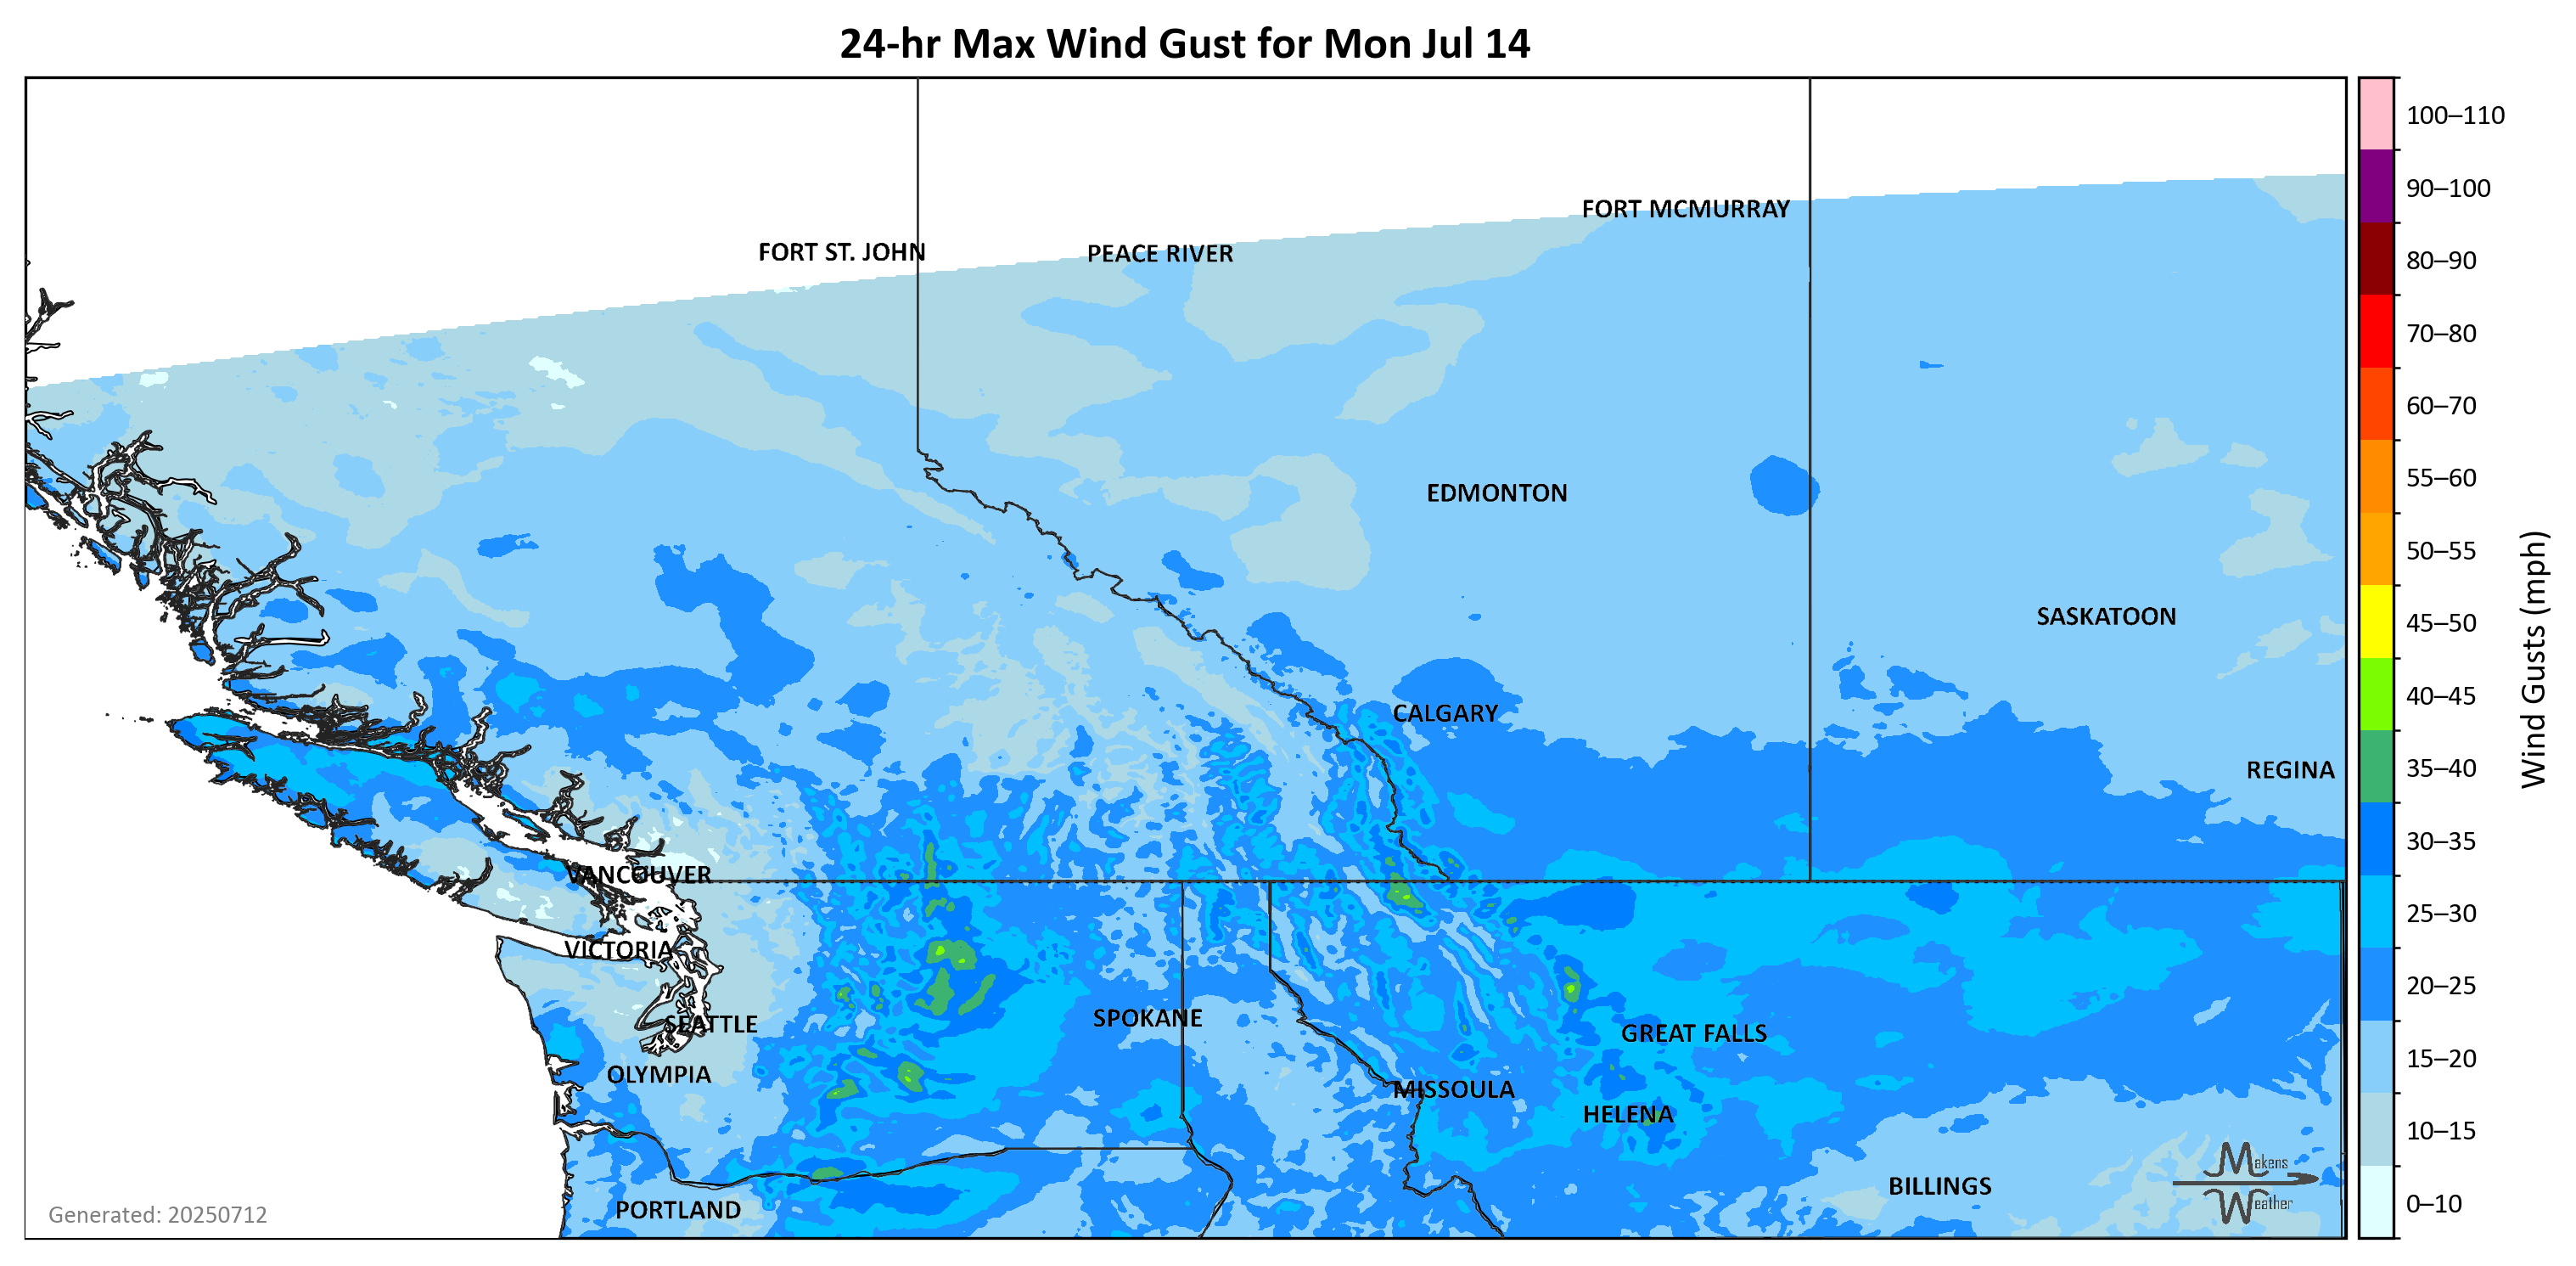 24-hr Max Wind Gust for Mon Jul 14
100–110
90–100
80–90
70–80
60–70
55–60
50–55
45–50
40–45
35–40
30–35
25–30
20–25
15–20
10–15
0–10
Wind Gusts (mph)
FORT MCMURRAY
FORT ST. JOHN
PEACE RIVER
EDMONTON
SASKATOON
CALGARY
REGINA
VANCOUVER
VICTORIA
SPOKANE
SEATTLE
GREAT FALLS
OLYMPIA
MISSOULA
HELENA
BILLINGS
PORTLAND
Makens
Weather
Generated: 20250712